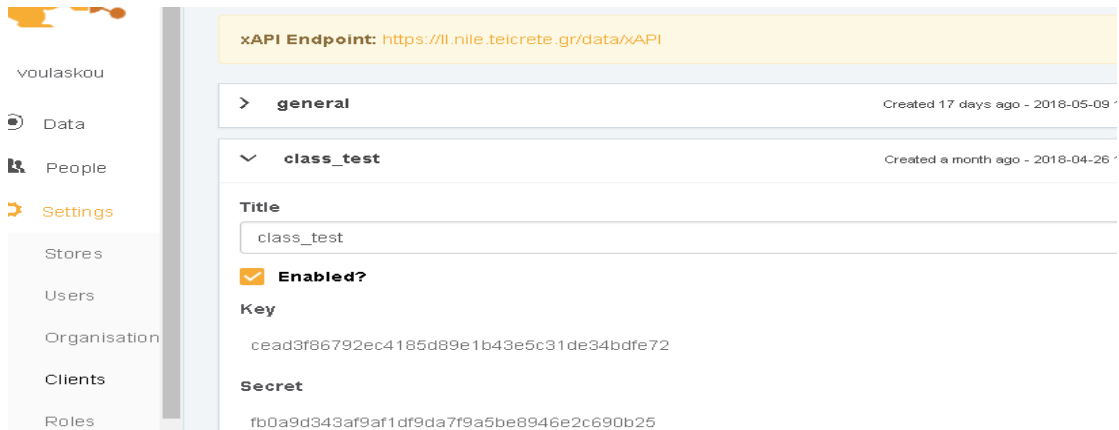 xAPI Endpoint: https://ll.nile.teicrete.gr/data/xAPI
voulaskou
Data
People
Settings
Stores
Users
Organisation
Clients
Roles
general
Created 17 days ago - 2018-05-09 1
class_test
Created a month ago - 2018-04-26 1
Title
class_test
Enabled?
Key
cead3f86792ec4185d89e1b43e5c31de34bdfe72
Secret
fb0a9d343af9af1df9da7f9a5be8946e2c690b25